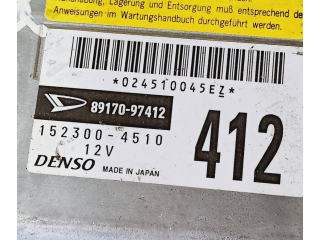 Handhabung, Lagerung und Entsorgung
muß entsprechend de
Anweisungen im Wartungshandbuch durchgeführt werden.
*024510045EZ*
89170-97412
152300-4510
412
12V
DENSO
MADE IN JAPAN